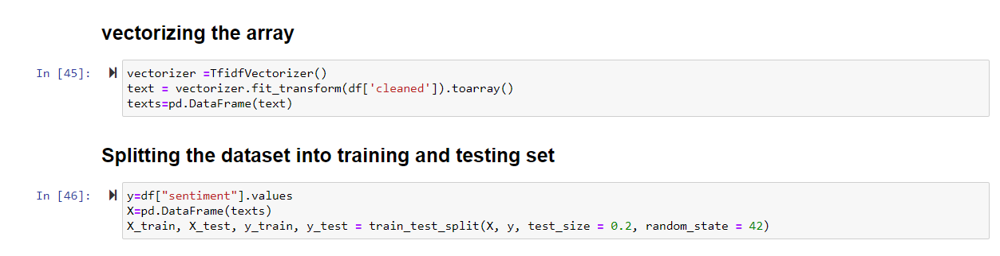 vectorizing the array
In [45]:
vectorizer =TfidfVectorizer()
text = vectorizer.fit_transform(df['cleaned']).toarray()
texts=pd.DataFrame(text)
Splitting the dataset into training and testing set
In [46]:
y=df["sentiment"].values
X=pd.DataFrame(texts)
X_train, X_test, y_train, y_test = train_test_split(X, y, test_size = 0.2, random_state = 42)